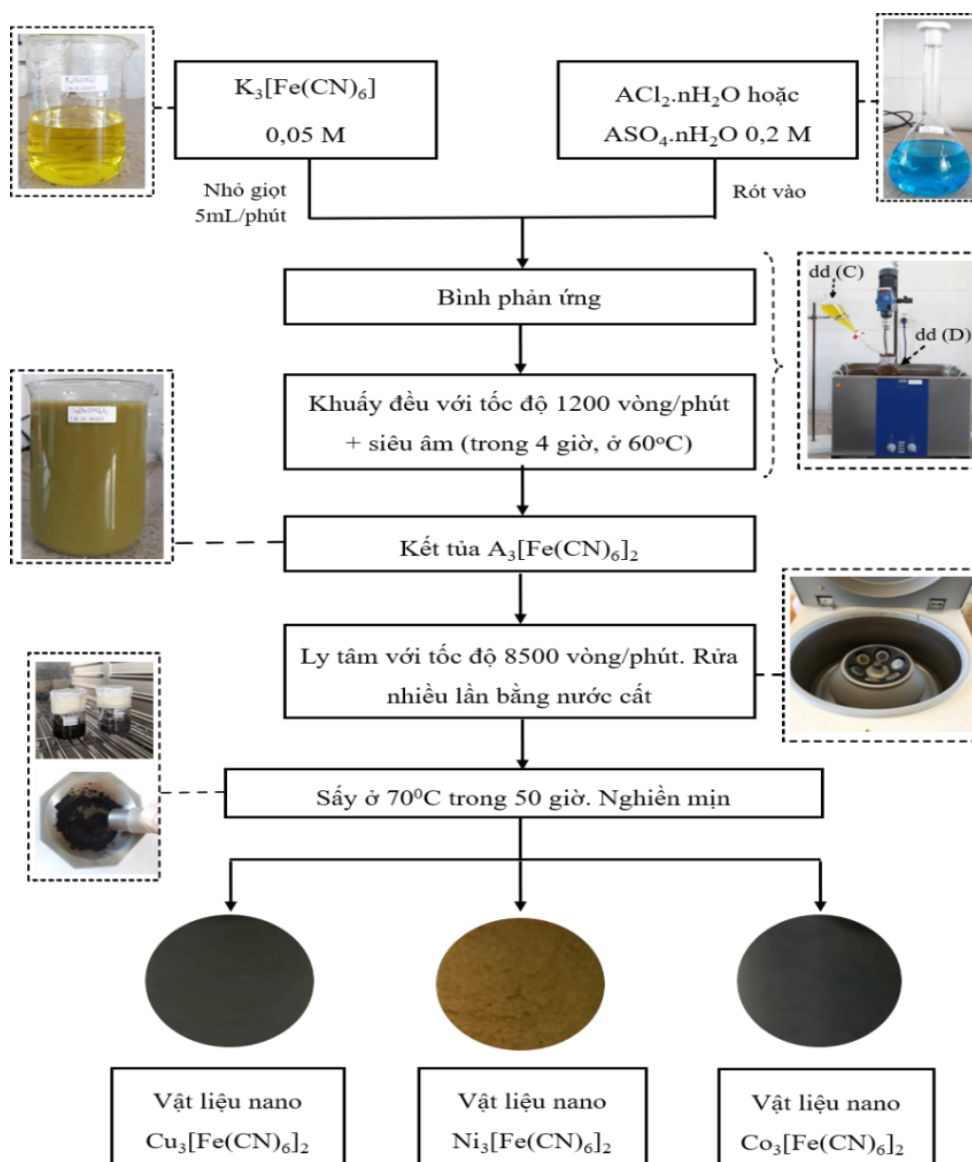 K₃[Fe(CN)₆]
0,05 M
ACl₂.nH₂O hoặc
ASO₄.nH₂O 0,2 M
Nhỏ giọt
5mL/phút
Rót vào
Bình phản ứng
dd (C)
dd (D)
Khuấy đều với tốc độ 1200 vòng/phút
+ siêu âm (trong 4 giờ, ở 60°C)
Kết tủa A₃[Fe(CN)₆]₂
Ly tâm với tốc độ 8500 vòng/phút. Rửa
nhiều lần bằng nước cất
Sấy ở 70⁰C trong 50 giờ. Nghiền mịn
Vật liệu nano
Cu₃[Fe(CN)₆]₂
Vật liệu nano
Ni₃[Fe(CN)₆]₂
Vật liệu nano
Co₃[Fe(CN)₆]₂